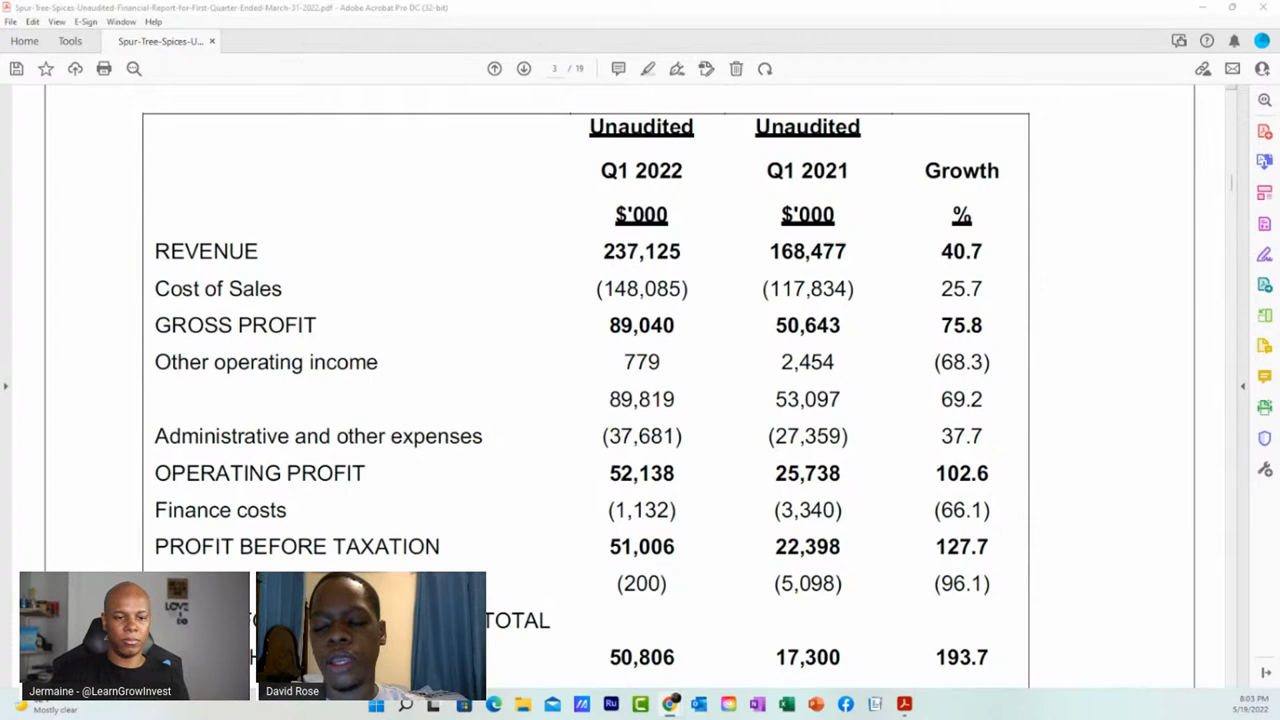 Spur-Tree-Spices-Unaudited-Financial-Report-for-First-Quarter-Ended-March-31-2022.pdf - Adobe Acrobat Pro DC (32-bit)
File Edit View E-Sign Window Help
Home Tools Spur-Tree-Spices-U... ×
3 / 19
Unaudited Unaudited
Q1 2022 Q1 2021 Growth
$'000 $'000 %
REVENUE 237,125 168,477 40.7
Cost of Sales (148,085) (117,834) 25.7
GROSS PROFIT 89,040 50,643 75.8
Other operating income 779 2,454 (68.3)
89,819 53,097 69.2
Administrative and other expenses (37,681) (27,359) 37.7
OPERATING PROFIT 52,138 25,738 102.6
Finance costs (1,132) (3,340) (66.1)
PROFIT BEFORE TAXATION 51,006 22,398 127.7
(200) (5,098) (96.1)
TOTAL
50,806 17,300 193.7
LOVE
Jermaine - @LearnGrowInvest David Rose
Mostly clear
Ru
8:03 PM
5/19/2022